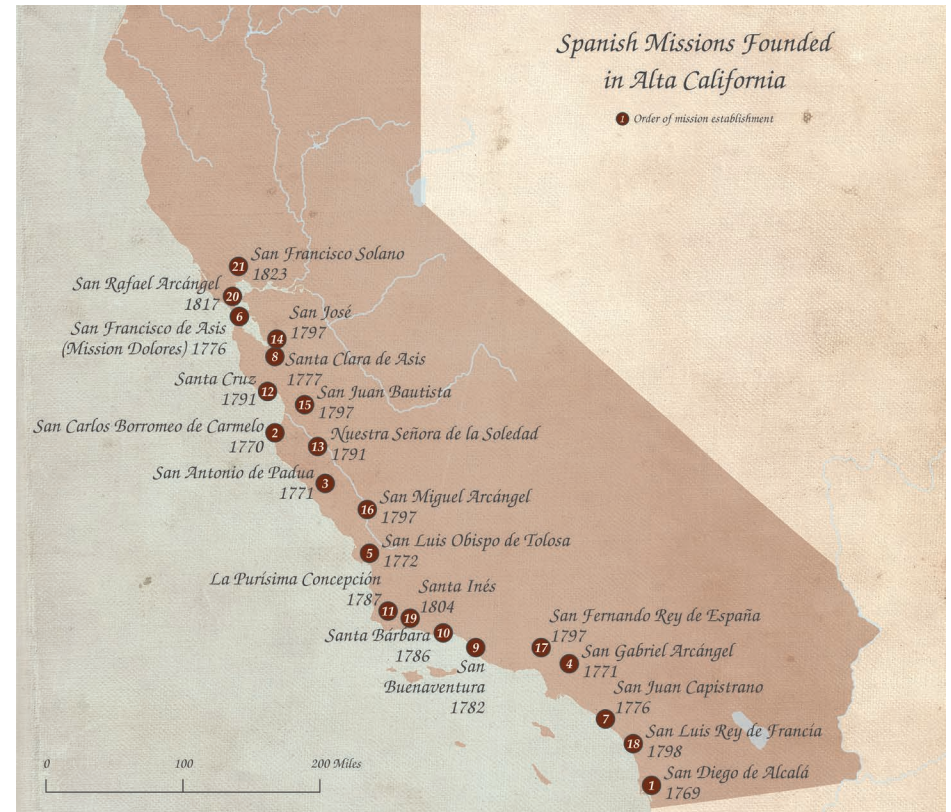 Spanish Missions Founded
in Alta California
1 Order of mission establishment
21 San Francisco Solano
1823
San Rafael Arcángel
1817
20
6
San Francisco de Asis
(Mission Dolores) 1776
San José
14 1797
8 Santa Clara de Asis
1777
Santa Cruz
1791
12
15 San Juan Bautista
1797
San Carlos Borromeo de Carmelo
1770
2
13 Nuestra Señora de la Soledad
1791
San Antonio de Padua
1771
3
16 San Miguel Arcángel
1797
5 San Luis Obispo de Tolosa
1772
La Purísima Concepción
1787
11
Santa Inés
19 1804
Santa Bárbara
1786
10
9
San
Buenaventura
1782
San Fernando Rey de España
17 1797
4 San Gabriel Arcángel
1771
San Juan Capistrano
7 1776
18 San Luis Rey de Francia
1798
1 San Diego de Alcalá
1769
0 100 200 Miles